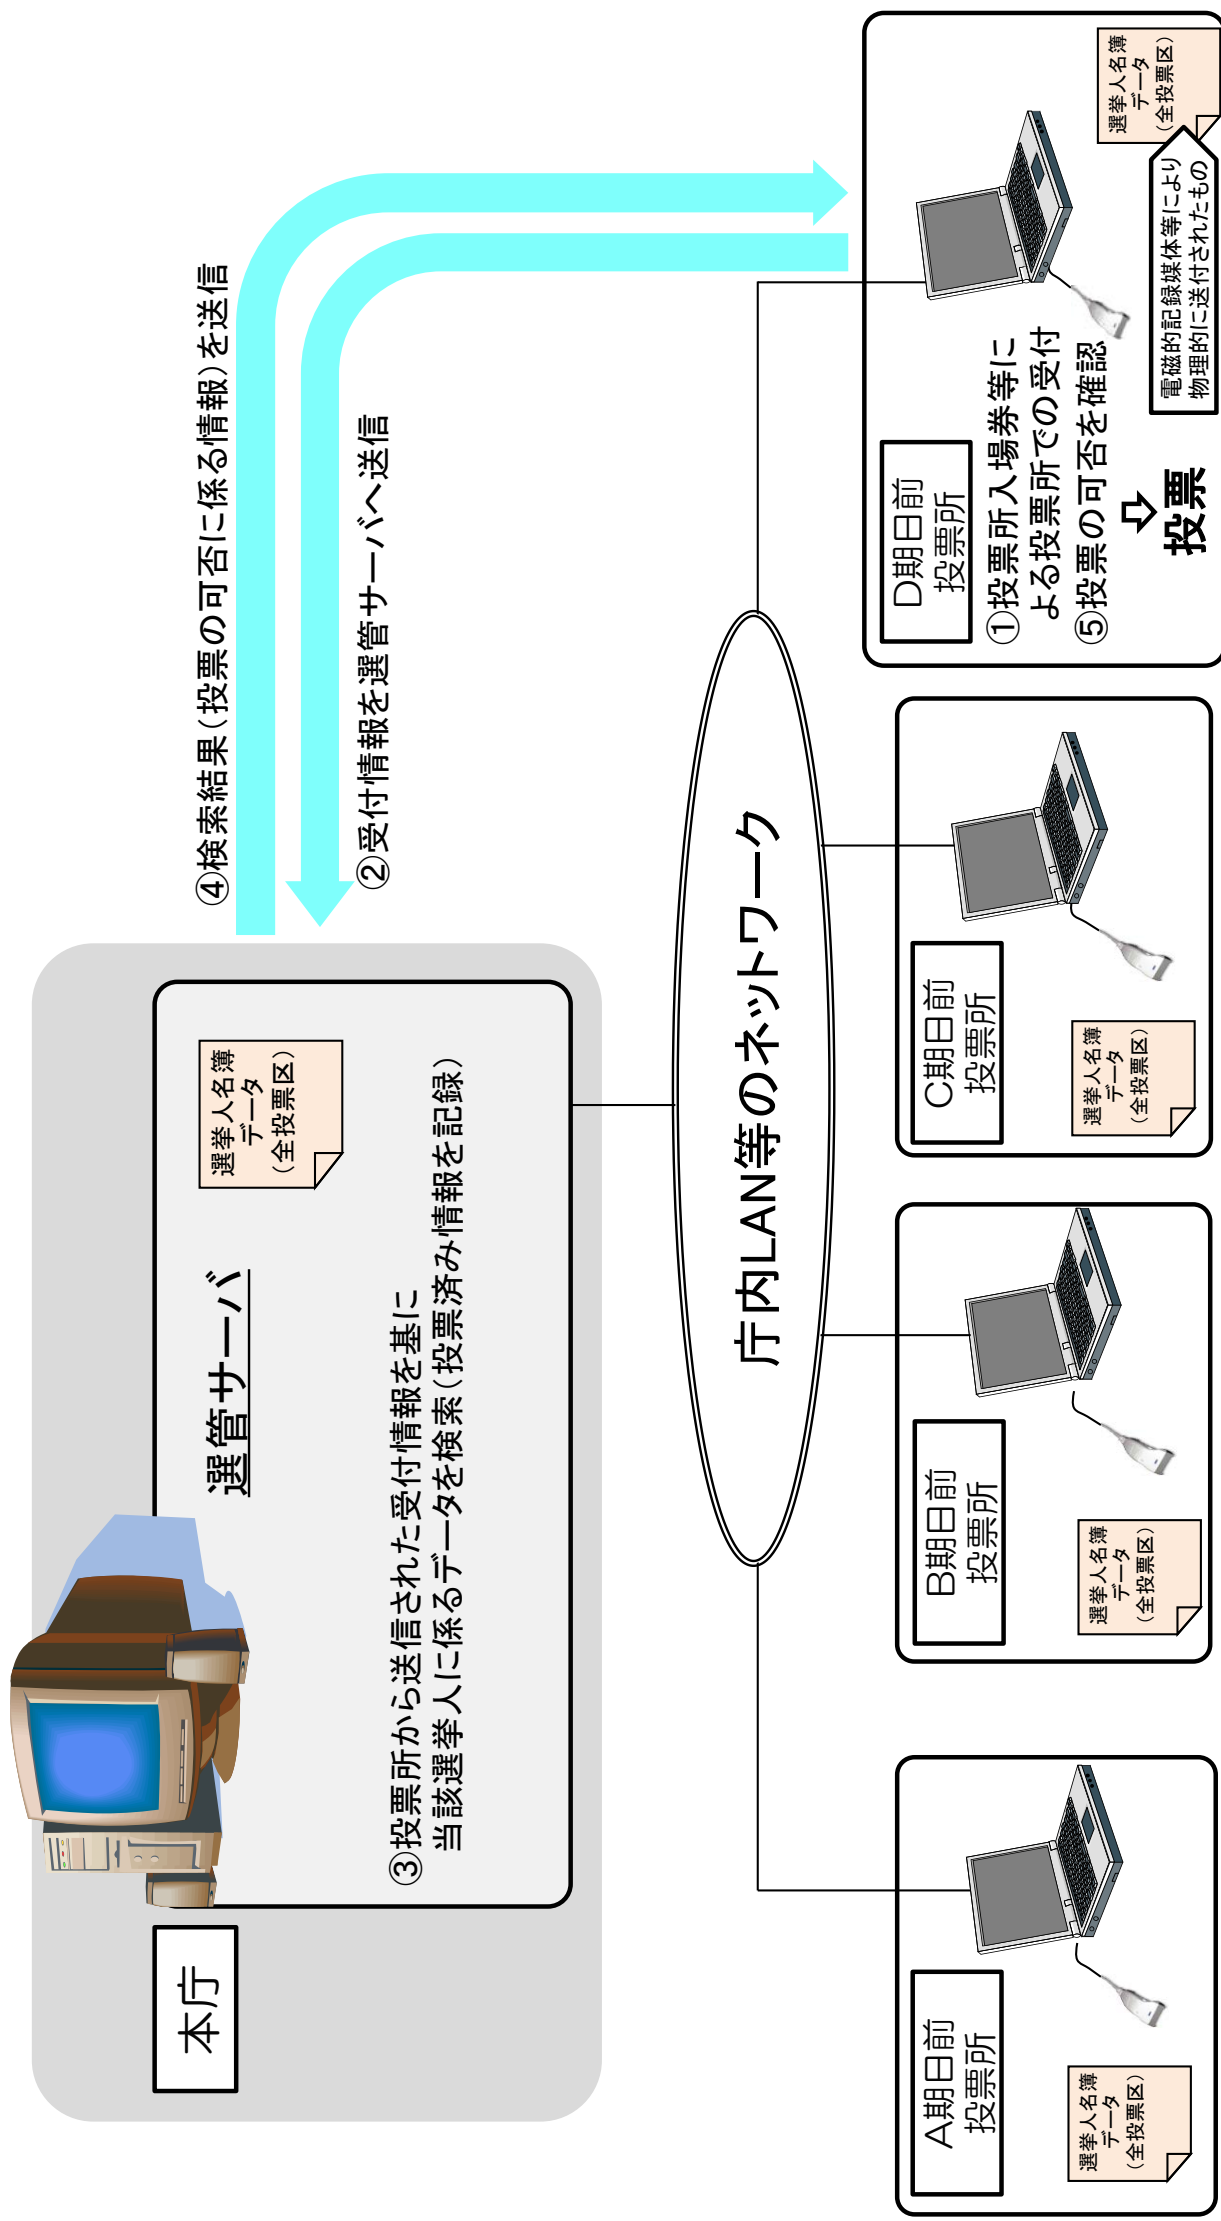 本庁
選管サーバ
選挙人名簿
データ
(全投票区)
③投票所から送信された受付情報を基に
当該選挙人に係るデータを検索(投票済み情報を記録)
④検索結果(投票の可否に係る情報)を送信
②受付情報を選管サーバへ送信
庁内LAN等のネットワーク
A期日前
投票所
選挙人名簿
データ
(全投票区)
B期日前
投票所
選挙人名簿
データ
(全投票区)
C期日前
投票所
選挙人名簿
データ
(全投票区)
D期日前
投票所
①投票所入場券等に
よる投票所での受付
⑤投票の可否を確認
投票
選挙人名簿
データ
(全投票区)
電磁的記録媒体等により
物理的に送付されたもの